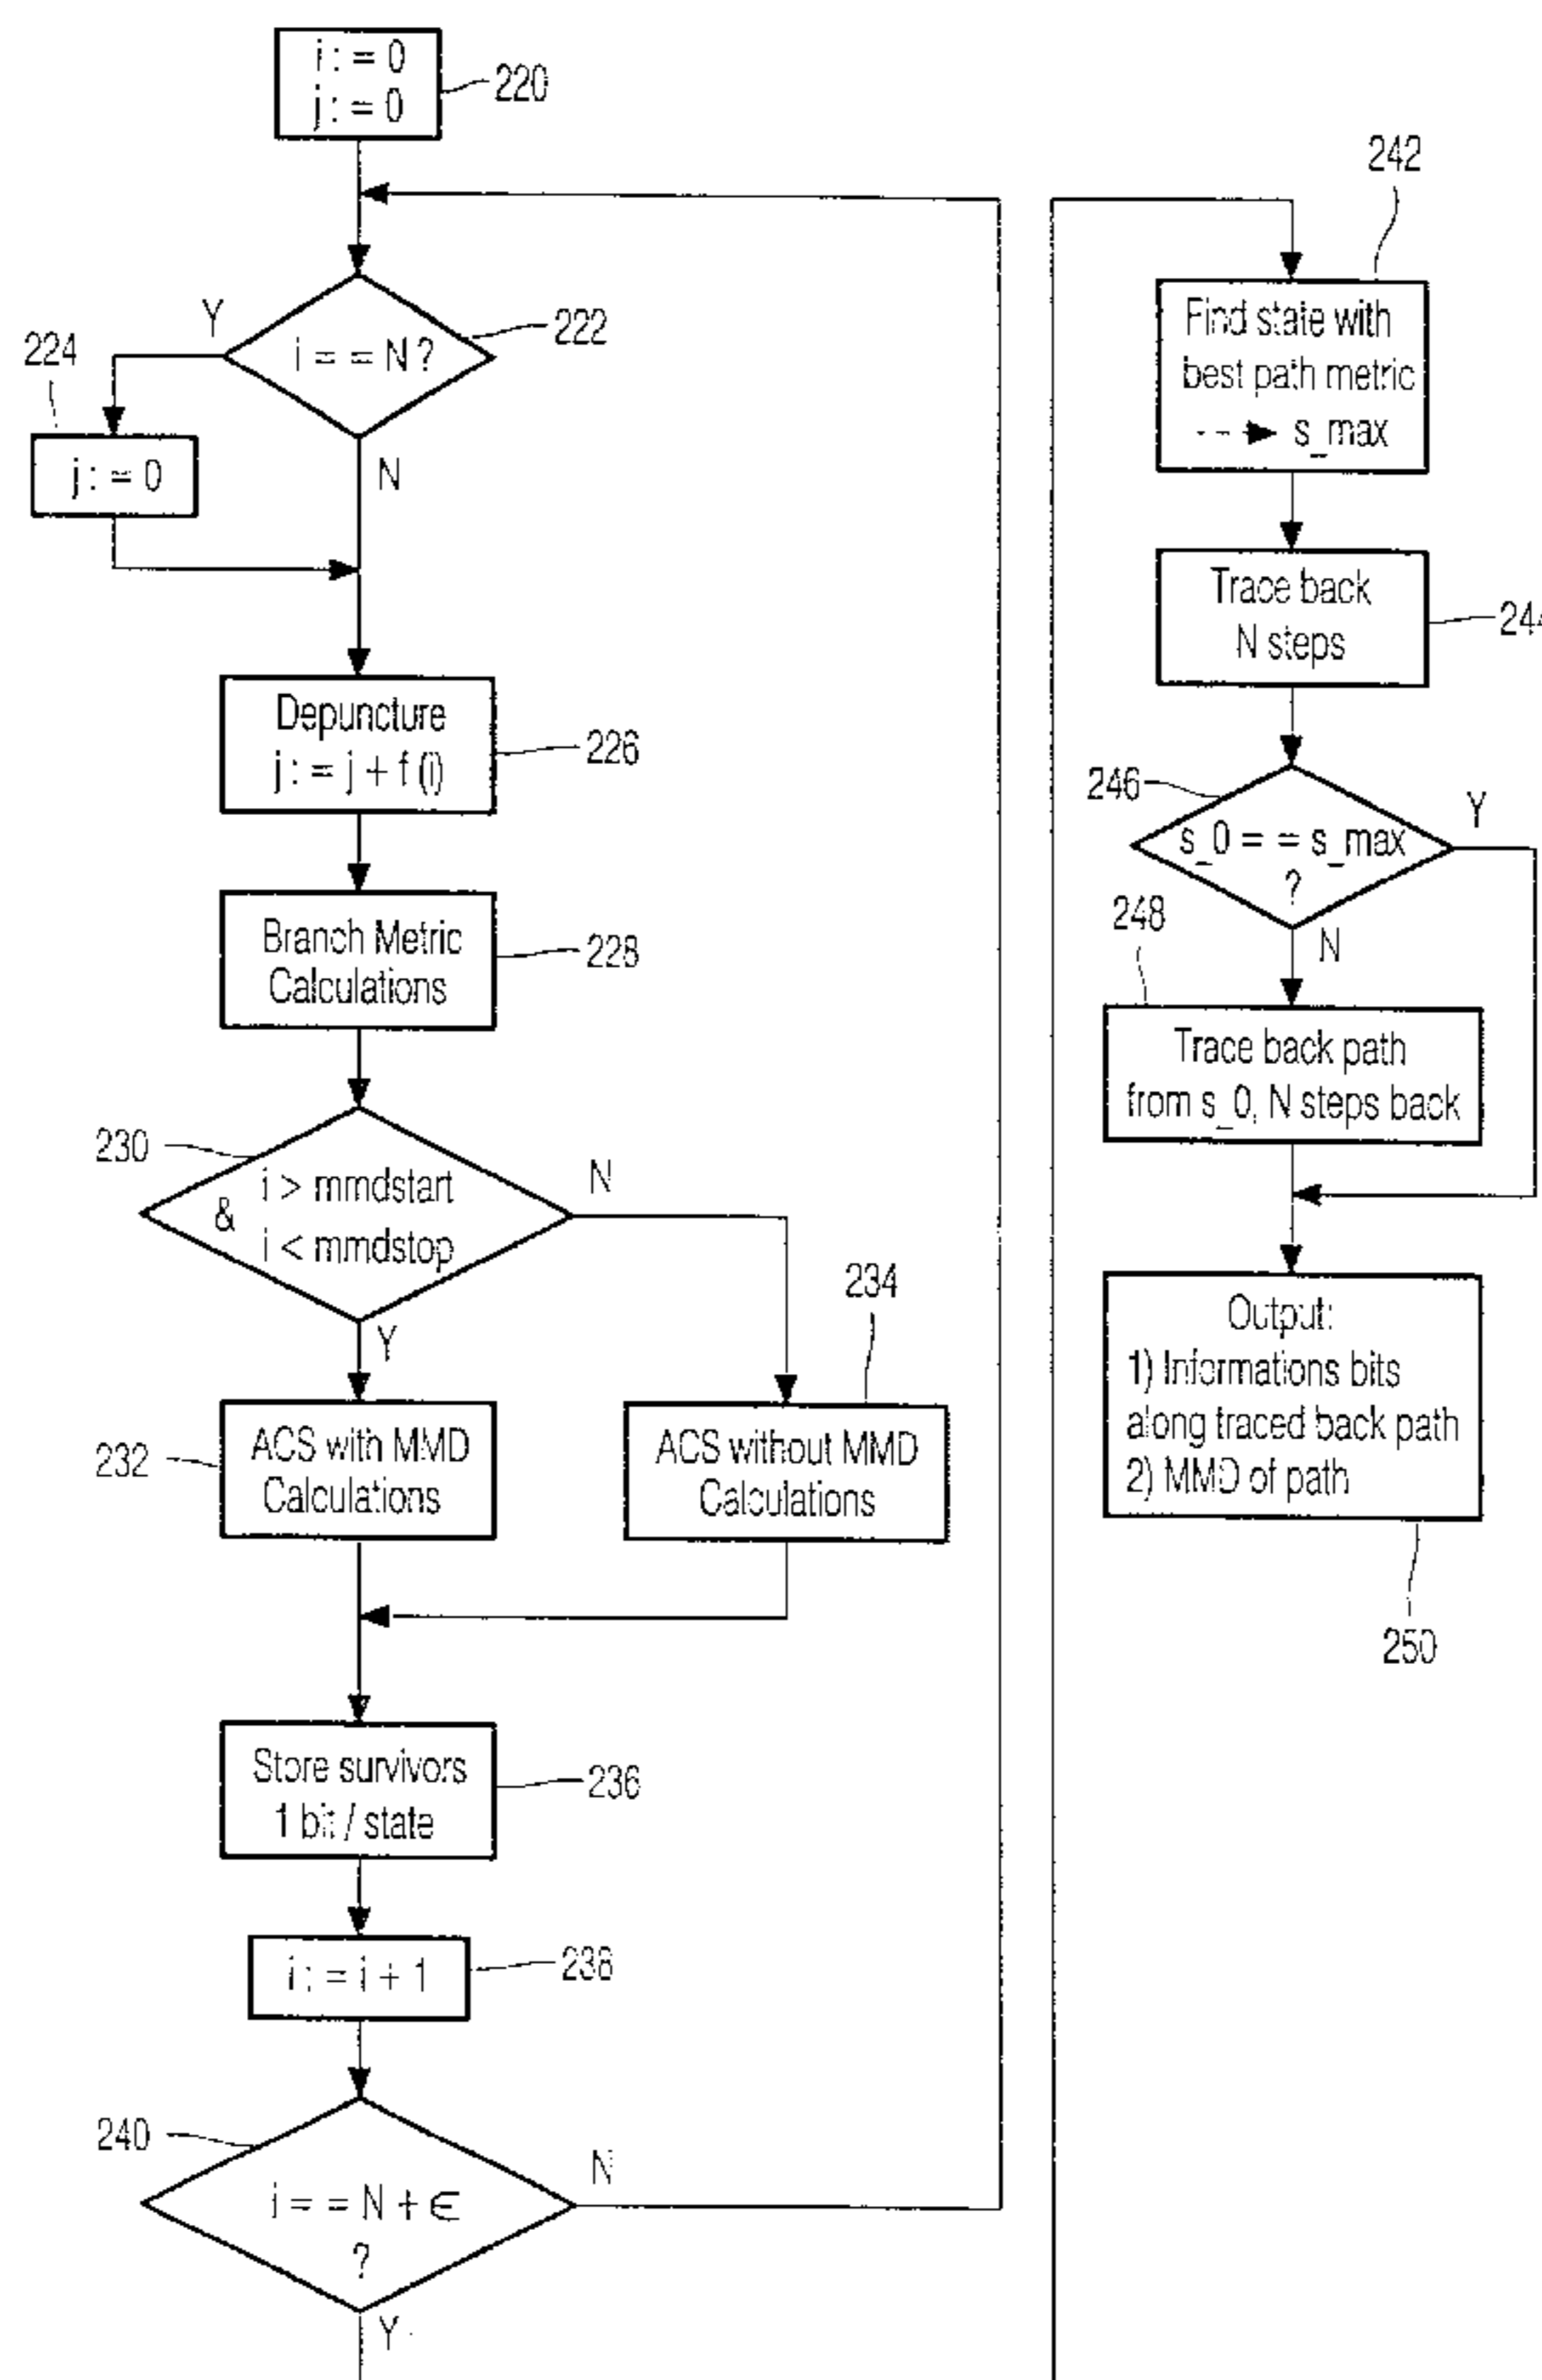 i : = 0
j : = 0
220
i = = N ?
222
Y
N
224
j : = 0
Depuncture
j : = j + f (i)
226
Branch Metric
Calculations
228
230
i > mmdstart
&
i < mmdstop
N
Y
232
ACS with MMD
Calculations
234
ACS without MMD
Calculations
Store survivors
1 bit / state
236
i : = i + 1
238
240
i = = N + ∈
?
N
Y
242
Find state with
best path metric
s_max
Trace back
N steps
244
246
s_0 = = s_max
?
Y
N
248
Trace back path
from s_0, N steps back
Output:
1) Informations bits
along traced back path
2) MMD of path
250